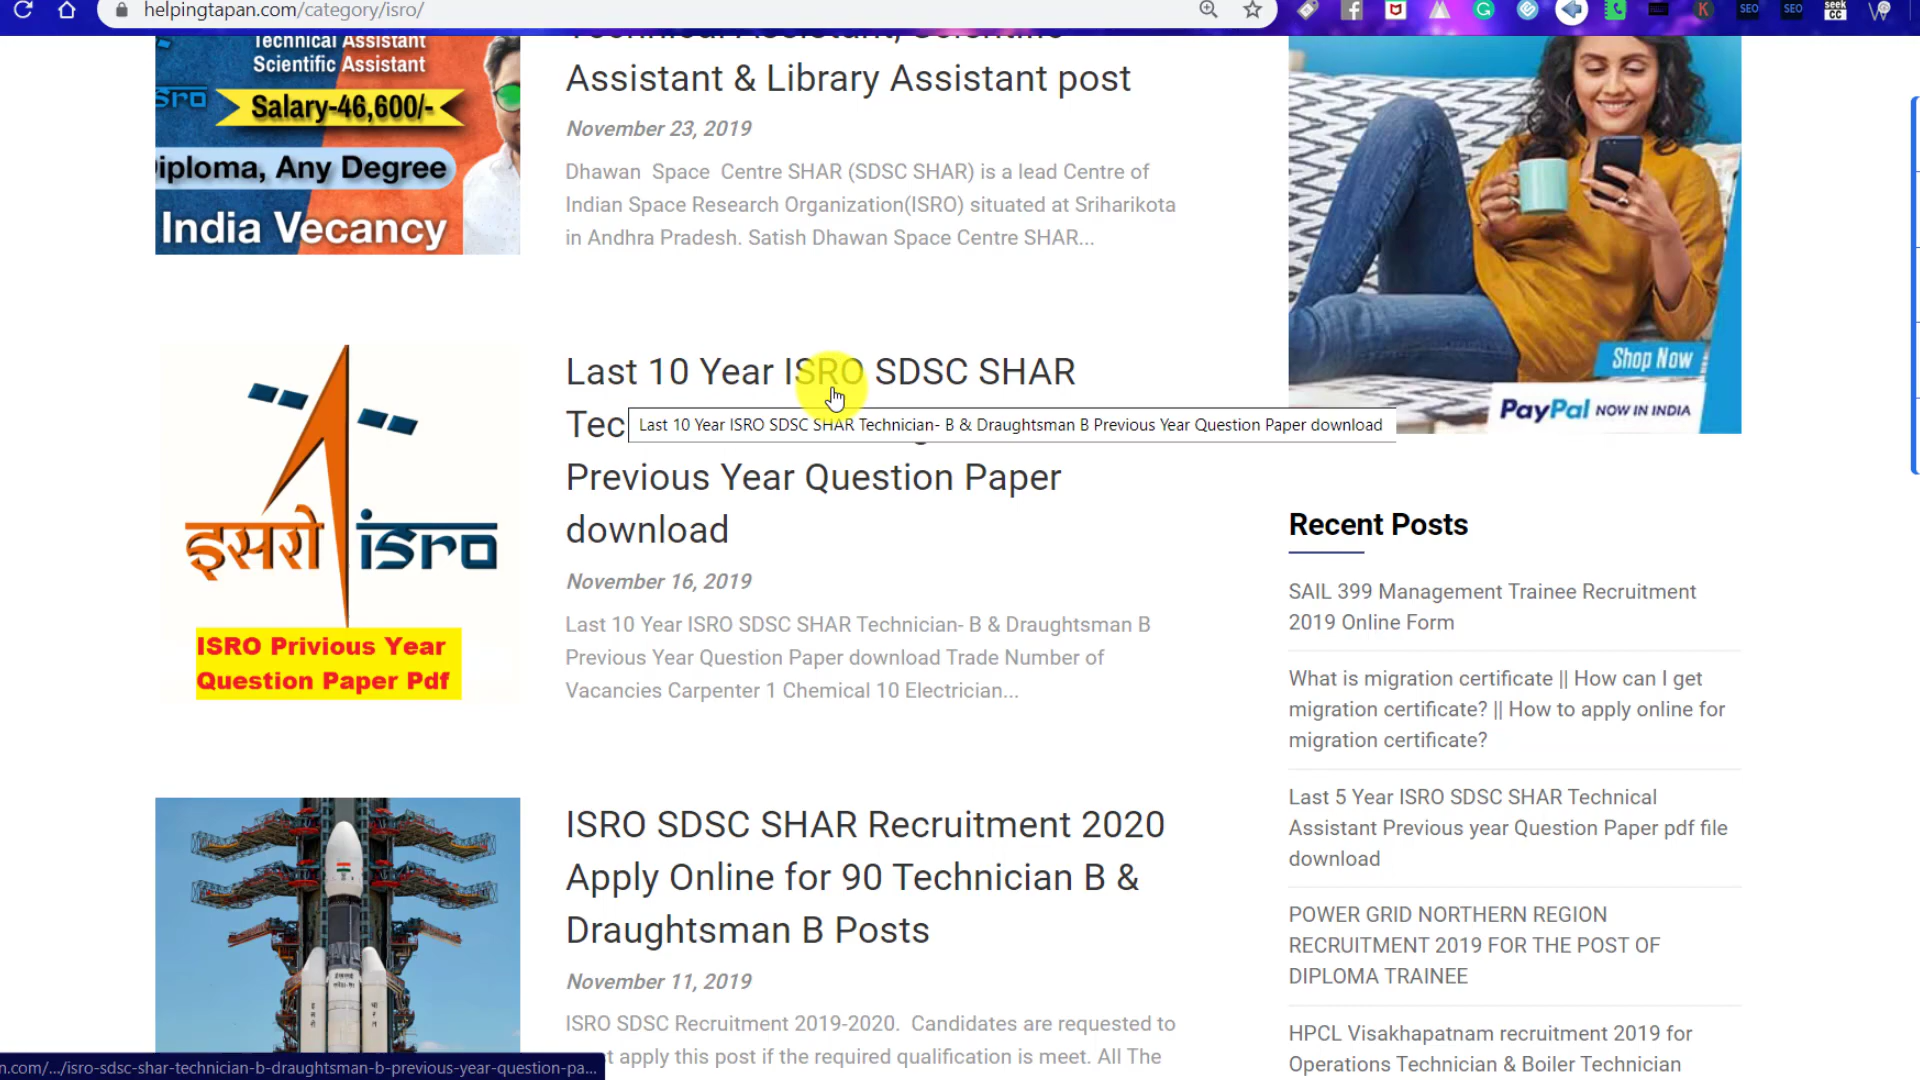 helpingtapan.com/category/isro/
SEO
SEO
seek
CC
Technical Assistant
Scientific Assistant
isro
Salary-46,600/-
iploma, Any Degree
India Vecancy
Technical Assistant, Scientific
Assistant & Library Assistant post
November 23, 2019
Dhawan Space Centre SHAR (SDSC SHAR) is a lead Centre of
Indian Space Research Organization(ISRO) situated at Sriharikota
in Andhra Pradesh. Satish Dhawan Space Centre SHAR...
Shop Now
PayPal NOW IN INDIA
इसरो isro
ISRO Privious Year
Question Paper Pdf
Last 10 Year ISRO SDSC SHAR
Tec
Last 10 Year ISRO SDSC SHAR Technician- B & Draughtsman B Previous Year Question Paper download
Previous Year Question Paper
download
November 16, 2019
Last 10 Year ISRO SDSC SHAR Technician- B & Draughtsman B
Previous Year Question Paper download Trade Number of
Vacancies Carpenter 1 Chemical 10 Electrician...
ISRO SDSC SHAR Recruitment 2020
Apply Online for 90 Technician B &
Draughtsman B Posts
November 11, 2019
ISRO SDSC Recruitment 2019-2020. Candidates are requested to
t apply this post if the required qualification is meet. All The
Recent Posts
SAIL 399 Management Trainee Recruitment
2019 Online Form
What is migration certificate || How can I get
migration certificate? || How to apply online for
migration certificate?
Last 5 Year ISRO SDSC SHAR Technical
Assistant Previous year Question Paper pdf file
download
POWER GRID NORTHERN REGION
RECRUITMENT 2019 FOR THE POST OF
DIPLOMA TRAINEE
HPCL Visakhapatnam recruitment 2019 for
Operations Technician & Boiler Technician
n.com/.../isro-sdsc-shar-technician-b-draughtsman-b-previous-year-question-pa...